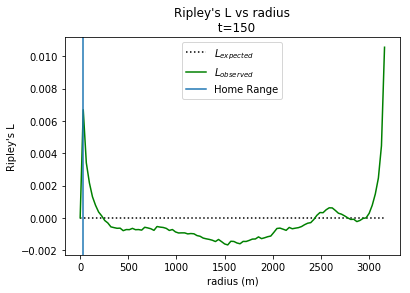 Ripley's L vs radius
t=150
L_expected
L_observed
Home Range
Ripley's L
0.010
0.008
0.006
0.004
0.002
0.000
−0.002
0 500 1000 1500 2000 2500 3000
radius (m)